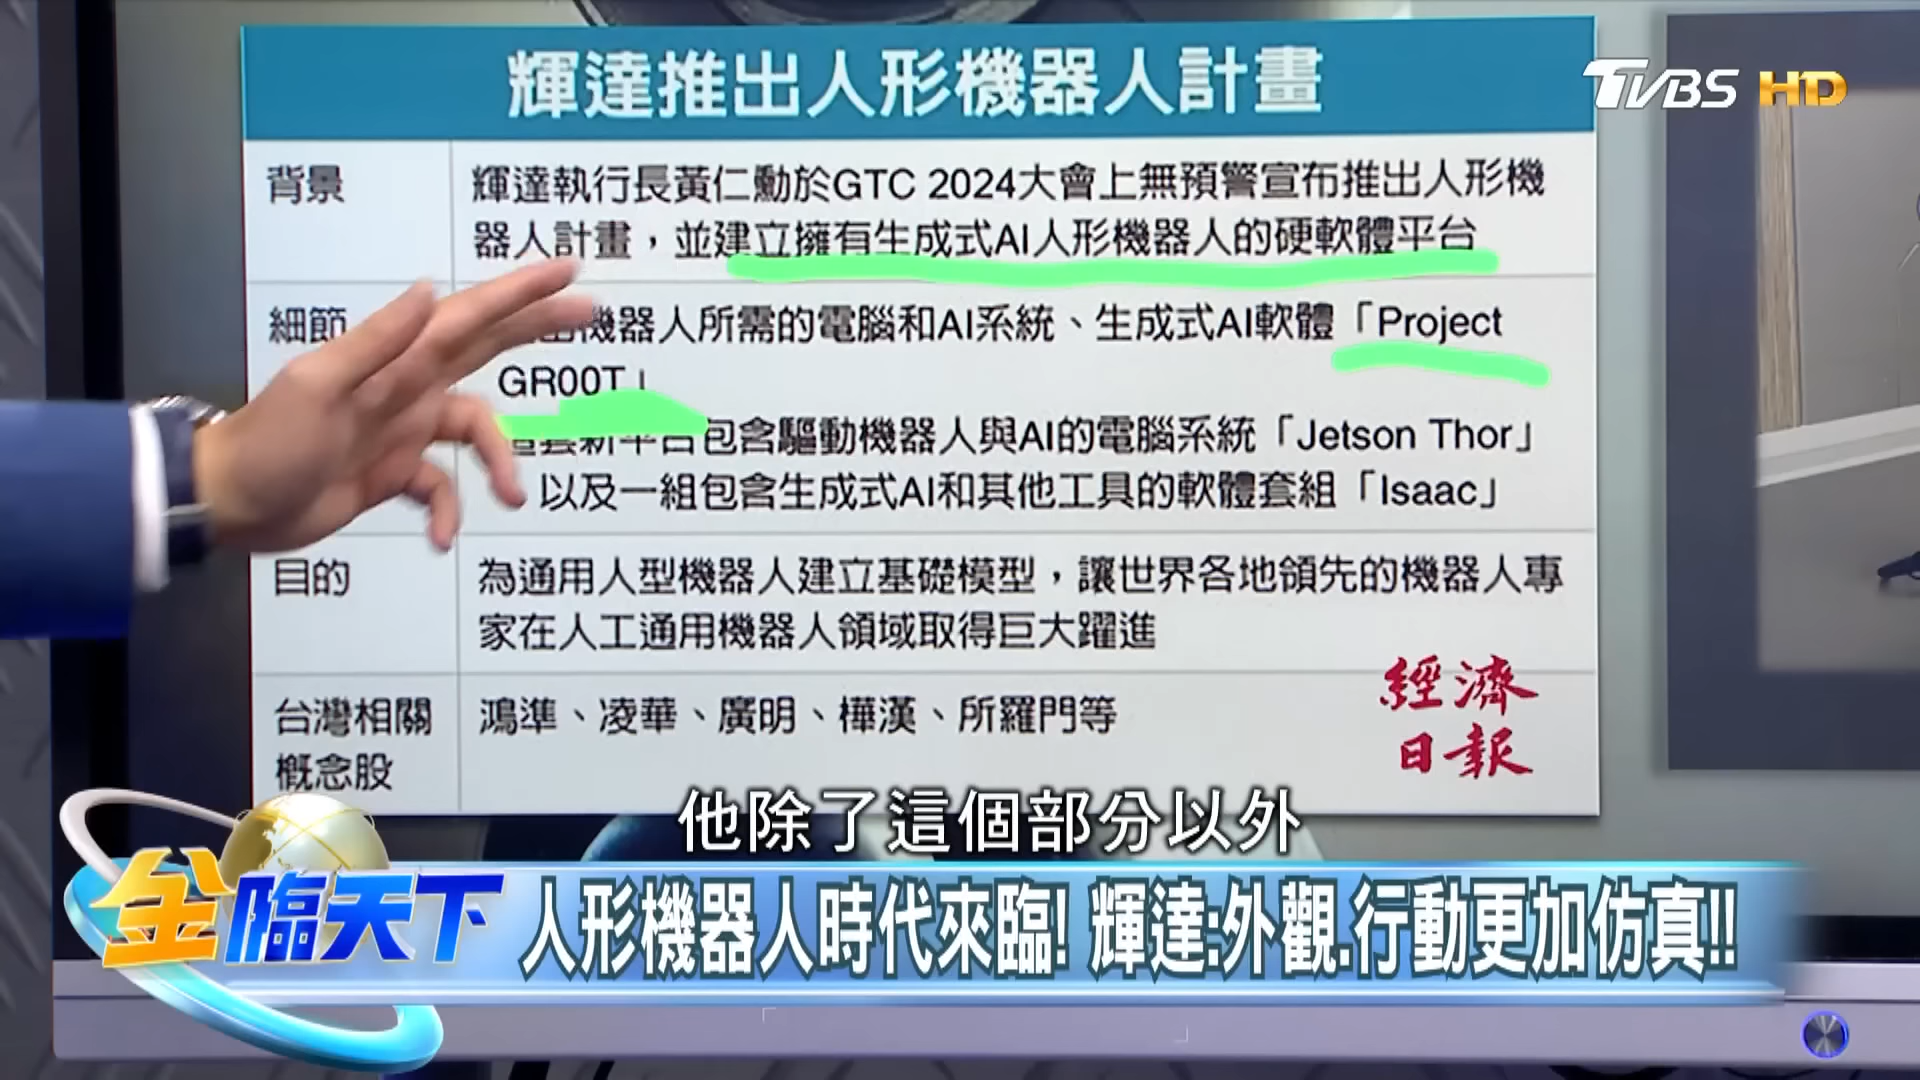 輝達推出人形機器人計畫
TVBS HD
背景
輝達執行長黃仁勳於GTC 2024大會上無預警宣布推出人形機
器人計畫，並建立擁有生成式AI人形機器人的硬軟體平台
細節
機器人所需的電腦和AI系統、生成式AI軟體「Project
GR00T」
這套新平台包含驅動機器人與AI的電腦系統「Jetson Thor」
以及一組包含生成式AI和其他工具的軟體套組「Isaac」
目的
為通用人型機器人建立基礎模型，讓世界各地領先的機器人專
家在人工通用機器人領域取得巨大躍進
台灣相關
概念股
鴻準、凌華、廣明、樺漢、所羅門等
經濟
日報
他除了這個部分以外
金臨天下
人形機器人時代來臨! 輝達:外觀.行動更加仿真!!